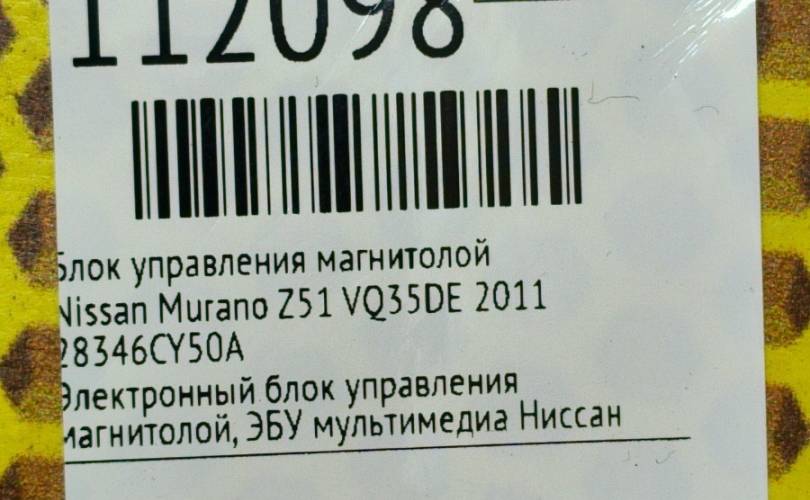 112098
Блок управления магнитолой
Nissan Murano Z51 VQ35DE 2011
28346CY50A
Электронный блок управления
магнитолой, ЭБУ мультимедиа Ниссан